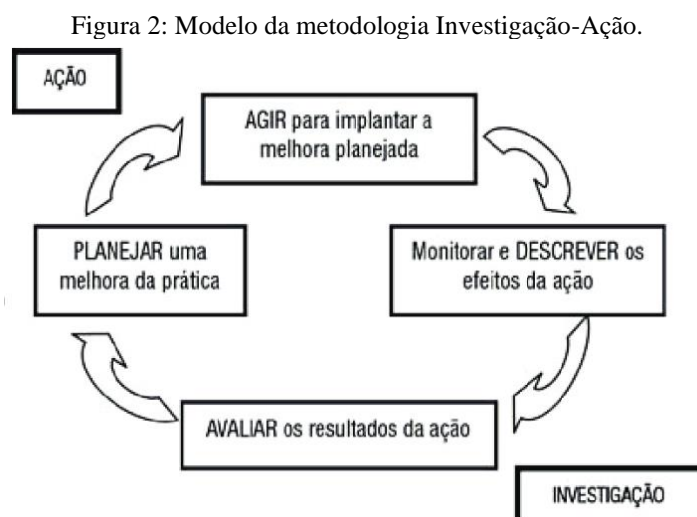 Figura 2: Modelo da metodologia Investigação-Ação.
AÇÃO
AGIR para implantar a
melhora planejada
PLANEJAR uma
melhora da prática
Monitorar e DESCREVER os
efeitos da ação
AVALIAR os resultados da ação
INVESTIGAÇÃO